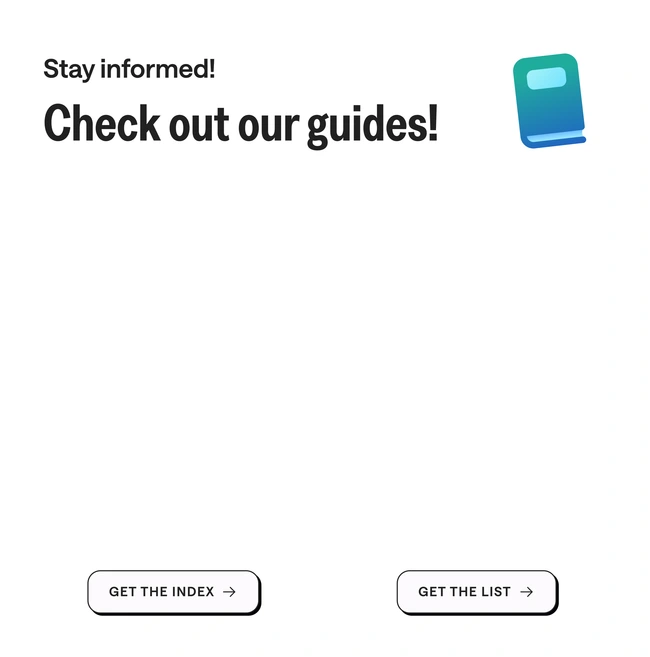 Stay informed!
Check out our guides!
GET THE INDEX →
GET THE LIST →